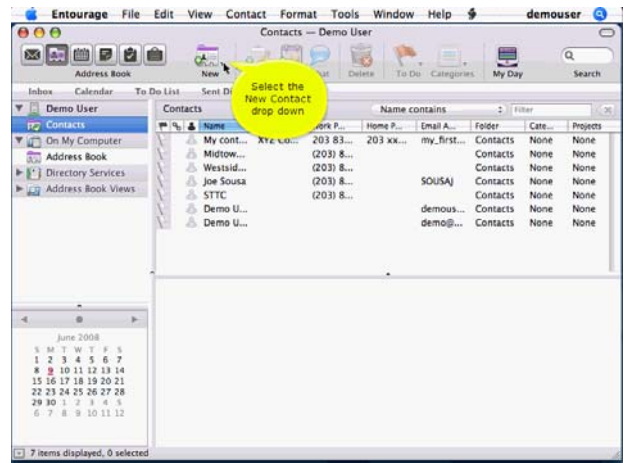 Entourage File Edit View Contact Format Tools Window Help demouser
Contacts — Demo User
Address Book New Delete To Do Categories My Day Search
Inbox Calendar To Do List
Select the
New Contact
drop down
Demo User Contacts Name contains Filter
Contacts Name Home P... Email A... Folder Cate... Projects
On My Computer My cont... 203 83... 203 xx... my_first... Contacts None None
Address Book Midtow... (203) 8... Contacts None None
Directory Services Westsid... (203) 8... Contacts None None
Address Book Views Joe Sousa SOUSAJ Contacts None None
STTC (203) 8... Contacts None None
Demo U... demous... Contacts None None
Demo U... demo@... Contacts None None
June 2008
S M T W T F S
1 2 3 4 5 6 7
8 9 10 11 12 13 14
15 16 17 18 19 20 21
22 23 24 25 26 27 28
29 30 1 2 3 4 5
6 7 8 9 10 11 12
7 items displayed, 0 selected